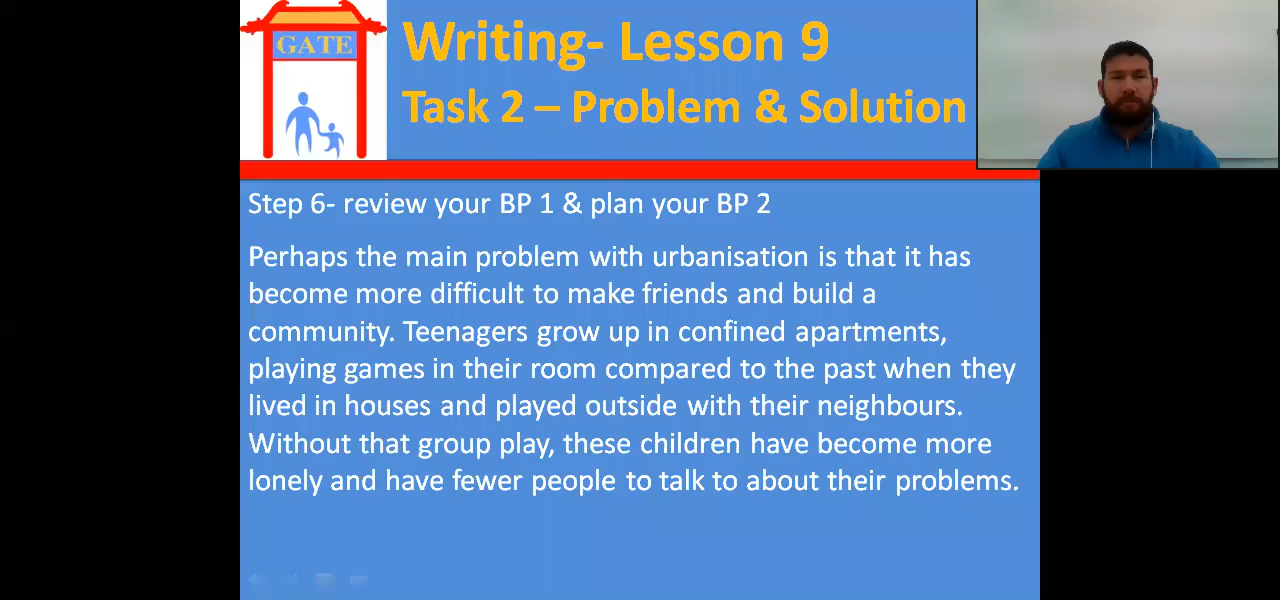 GATE
Writing- Lesson 9
Task 2 – Problem & Solution
Step 6- review your BP 1 & plan your BP 2
Perhaps the main problem with urbanisation is that it has
become more difficult to make friends and build a
community. Teenagers grow up in confined apartments,
playing games in their room compared to the past when they
lived in houses and played outside with their neighbours.
Without that group play, these children have become more
lonely and have fewer people to talk to about their problems.